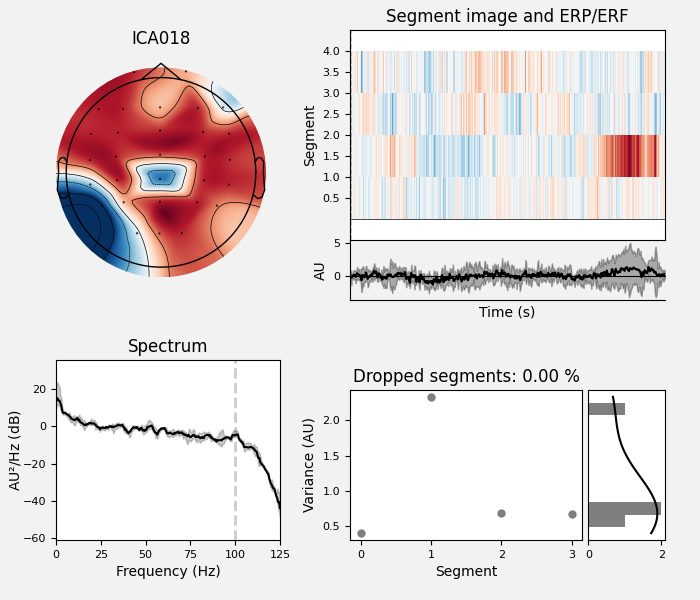 ICA018
Segment image and ERP/ERF
Segment
4.0
3.5
3.0
2.5
2.0
1.5
1.0
0.5
AU
5
0
Time (s)
Spectrum
AU²/Hz (dB)
20
0
−20
−40
−60
0 25 50 75 100 125
Frequency (Hz)
Dropped segments: 0.00 %
Variance (AU)
2.0
1.5
1.0
0.5
0 1 2 3
Segment
0 2